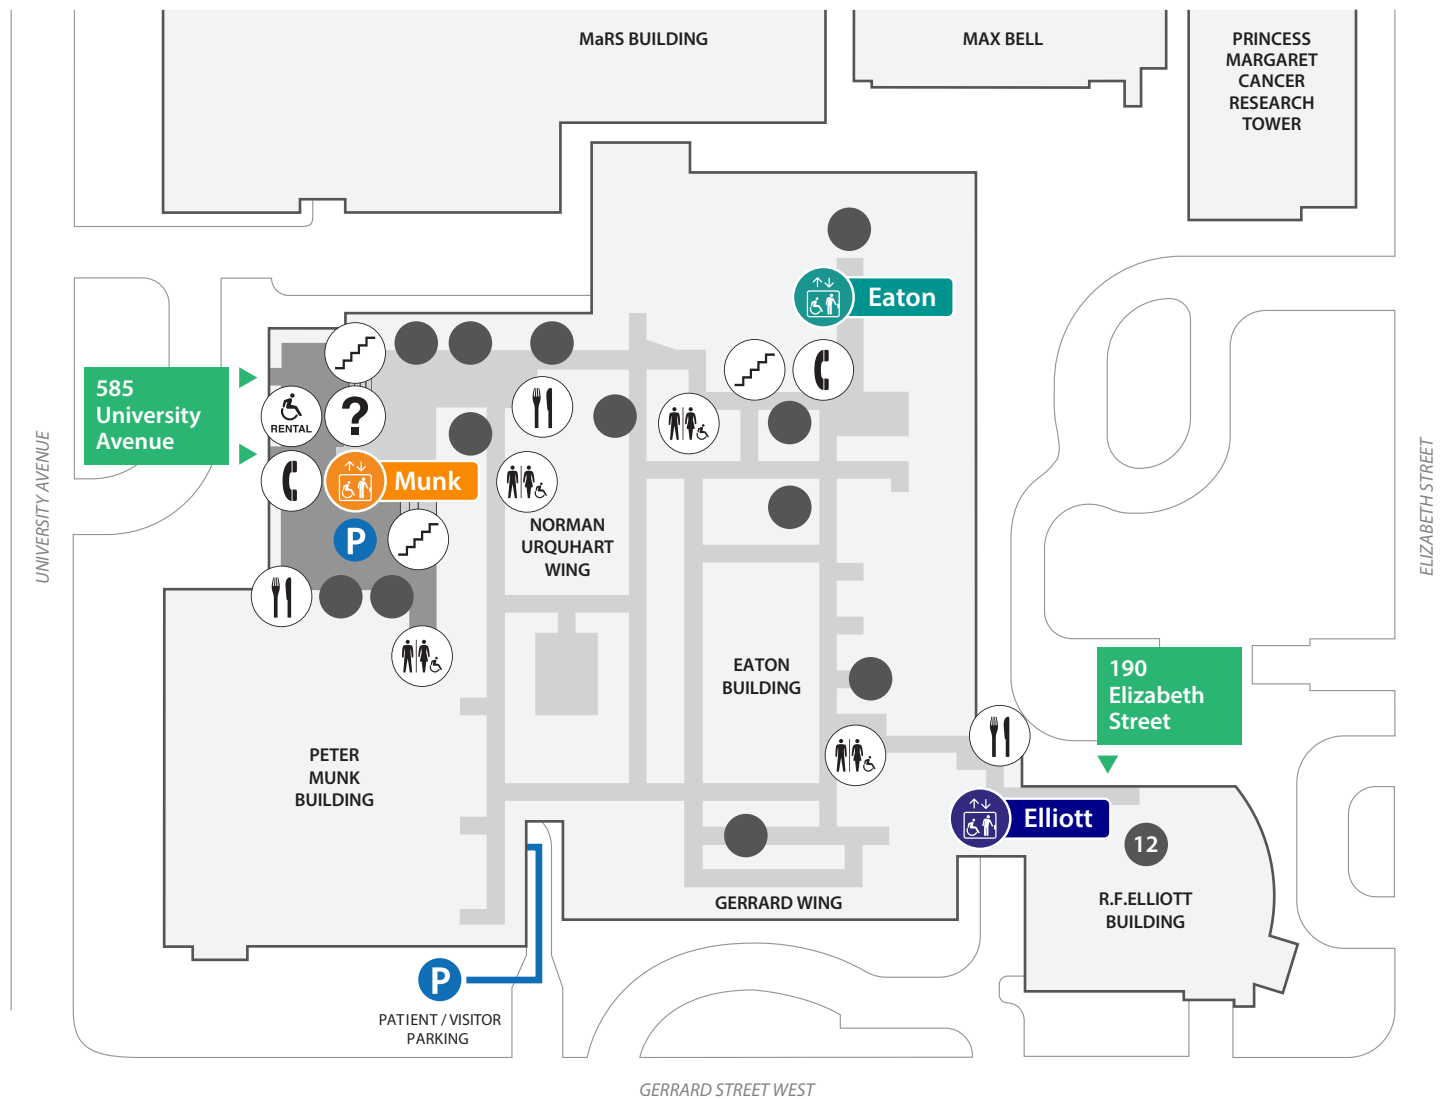 MaRS BUILDING
MAX BELL
PRINCESS
MARGARET
CANCER
RESEARCH
TOWER
Eaton
585
University
Avenue
RENTAL
?
Munk
P
NORMAN
URQUHART
WING
UNIVERSITY AVENUE
ELIZABETH STREET
EATON
BUILDING
190
Elizabeth
Street
PETER
MUNK
BUILDING
Elliott
12
GERRARD WING
R.F.ELLIOTT
BUILDING
P
PATIENT / VISITOR
PARKING
GERRARD STREET WEST